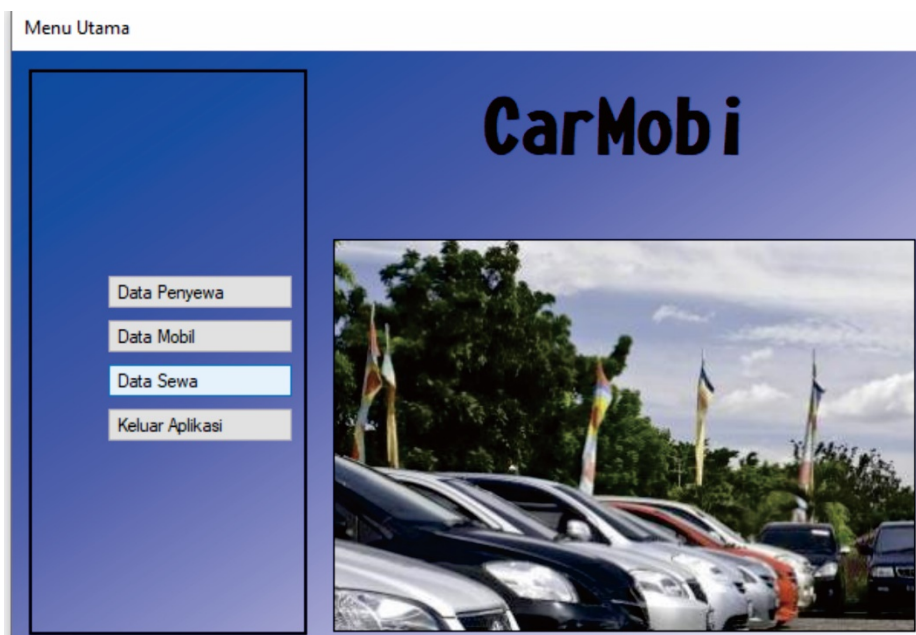 Menu Utama
CarMobi
Data Penyewa
Data Mobil
Data Sewa
Keluar Aplikasi